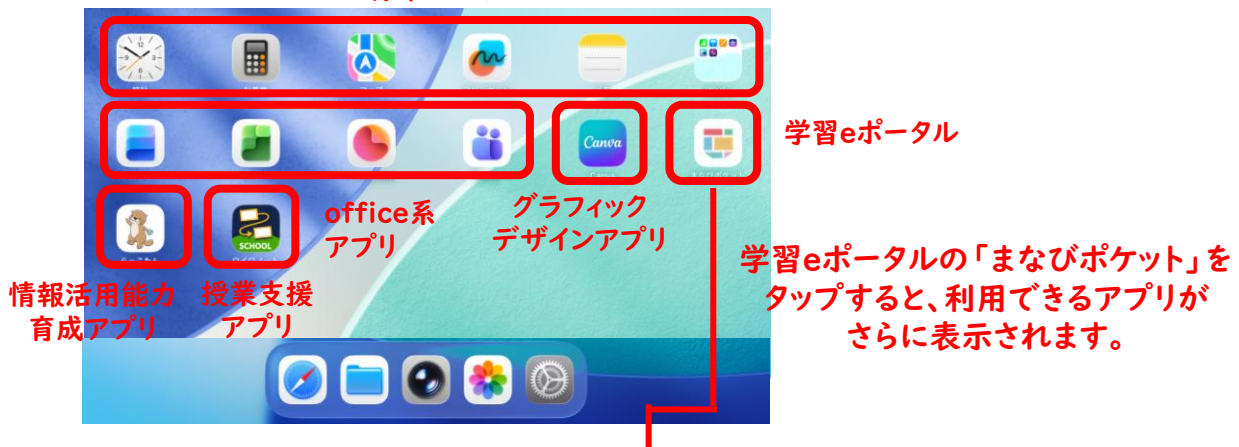 Canva
学習eポータル
SCHOOL
office系
アプリ
グラフィック
デザインアプリ
情報活用能力
育成アプリ
授業支援
アプリ
学習eポータルの「まなびポケット」を
タップすると、利用できるアプリが
さらに表示されます。